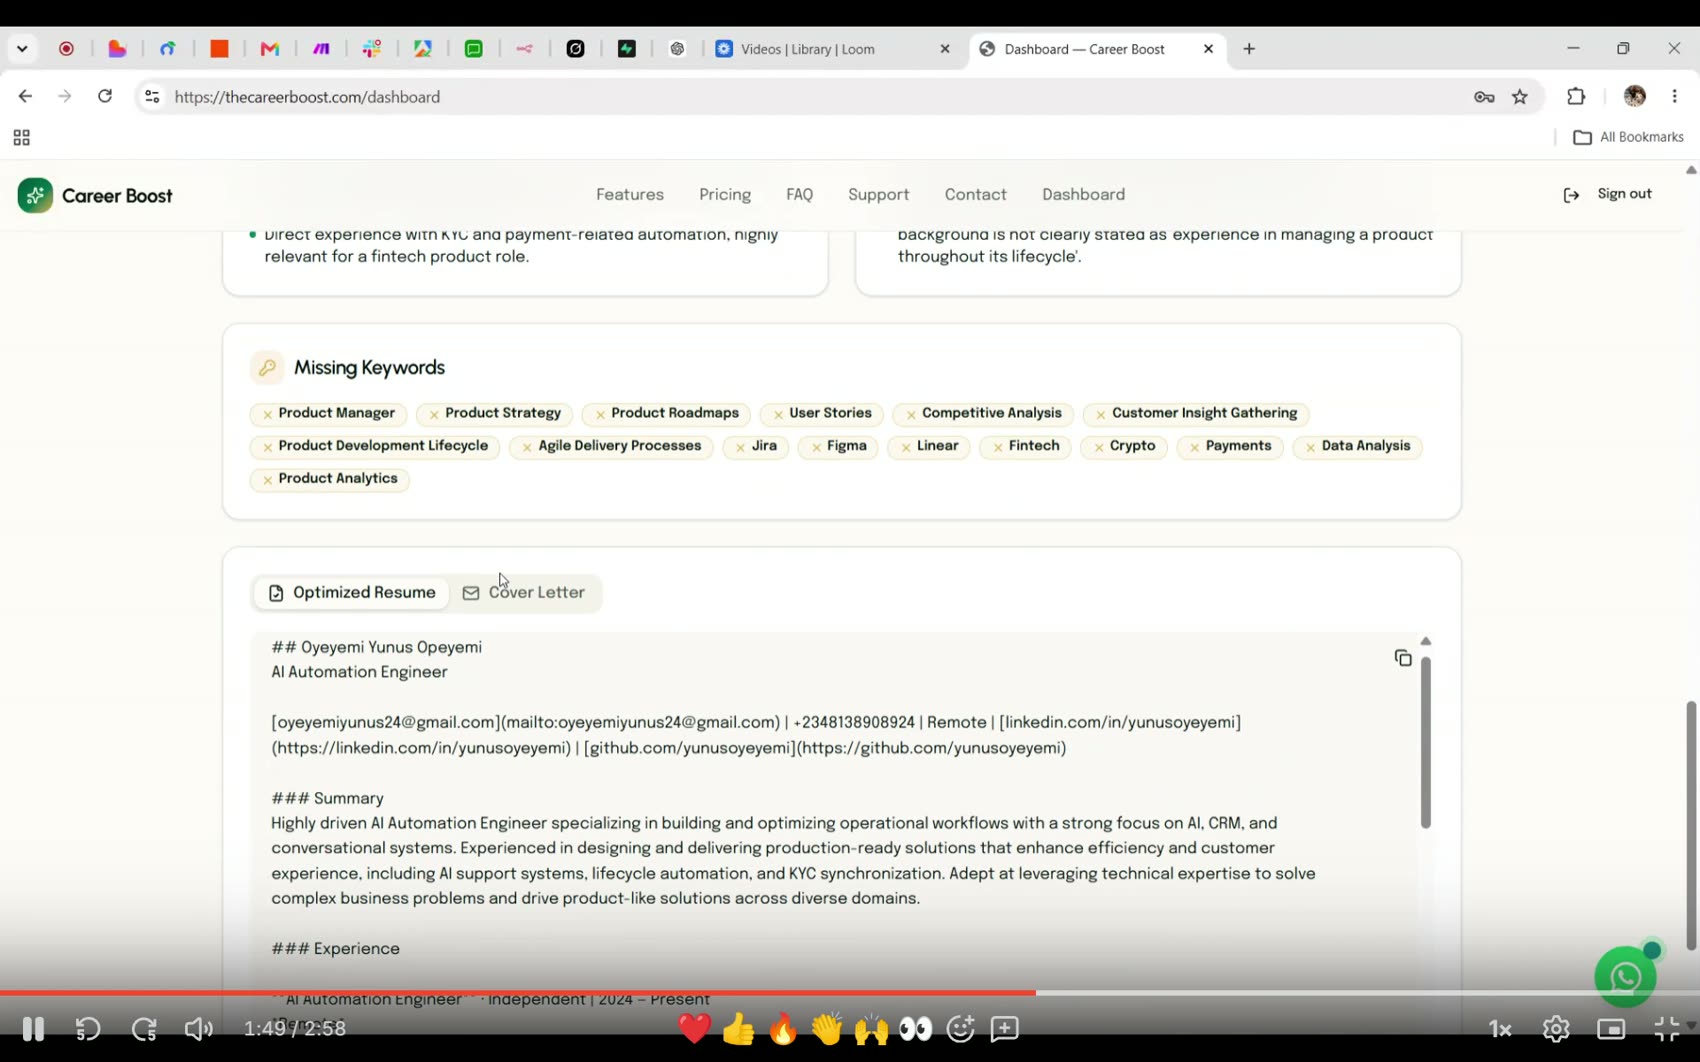 Videos | Library | Loom
Dashboard — Career Boost
https://thecareerboost.com/dashboard
All Bookmarks
Career Boost
Features
Pricing
FAQ
Support
Contact
Dashboard
Sign out
Direct experience with KYC and payment-related automation, highly
relevant for a fintech product role.
background is not clearly stated as 'experience in managing a product
throughout its lifecycle'.
Missing Keywords
× Product Manager × Product Strategy × Product Roadmaps × User Stories × Competitive Analysis × Customer Insight Gathering
× Product Development Lifecycle × Agile Delivery Processes × Jira × Figma × Linear × Fintech × Crypto × Payments × Data Analysis
× Product Analytics
Optimized Resume
Cover Letter
## Oyeyemi Yunus Opeyemi
AI Automation Engineer
[oyeyemiyunus24@gmail.com](mailto:oyeyemiyunus24@gmail.com) | +2348138908924 | Remote | [linkedin.com/in/yunusoyeyemi]
(https://linkedin.com/in/yunusoyeyemi) | [github.com/yunusoyeyemi](https://github.com/yunusoyeyemi)
### Summary
Highly driven AI Automation Engineer specializing in building and optimizing operational workflows with a strong focus on AI, CRM, and
conversational systems. Experienced in designing and delivering production-ready solutions that enhance efficiency and customer
experience, including AI support systems, lifecycle automation, and KYC synchronization. Adept at leveraging technical expertise to solve
complex business problems and drive product-like solutions across diverse domains.
### Experience
**AI Automation Engineer** · Independent | 2024 – Present
1:49 / 2:58
1x